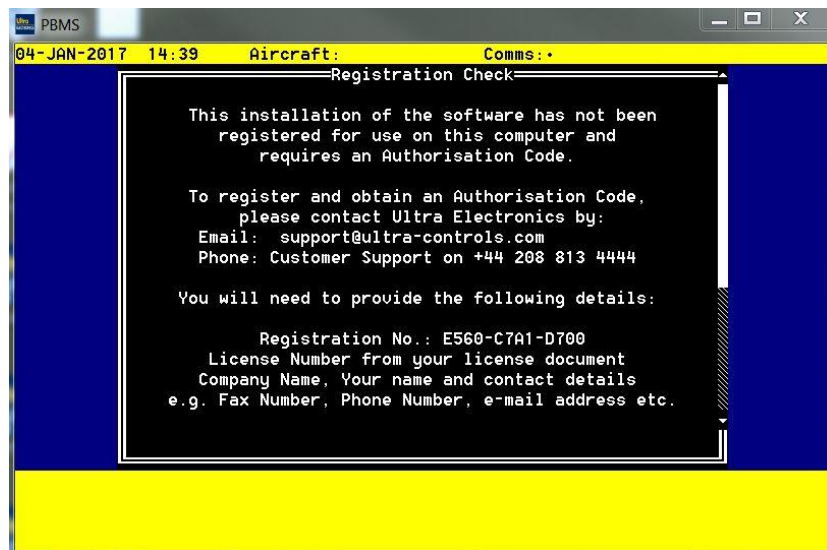 Ultra
PBMS
04-JAN-2017 14:39 Aircraft: Comms:·
Registration Check
This installation of the software has not been
registered for use on this computer and
requires an Authorisation Code.
To register and obtain an Authorisation Code,
please contact Ultra Electronics by:
Email: support@ultra-controls.com
Phone: Customer Support on +44 208 813 4444
You will need to provide the following details:
Registration No.: E560-C7A1-D700
License Number from your license document
Company Name, Your name and contact details
e.g. Fax Number, Phone Number, e-mail address etc.